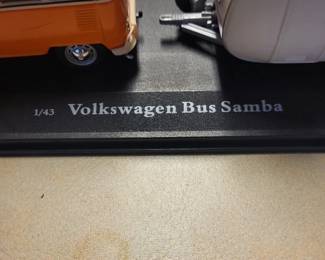 1/43 Volkswagen Bus Samba